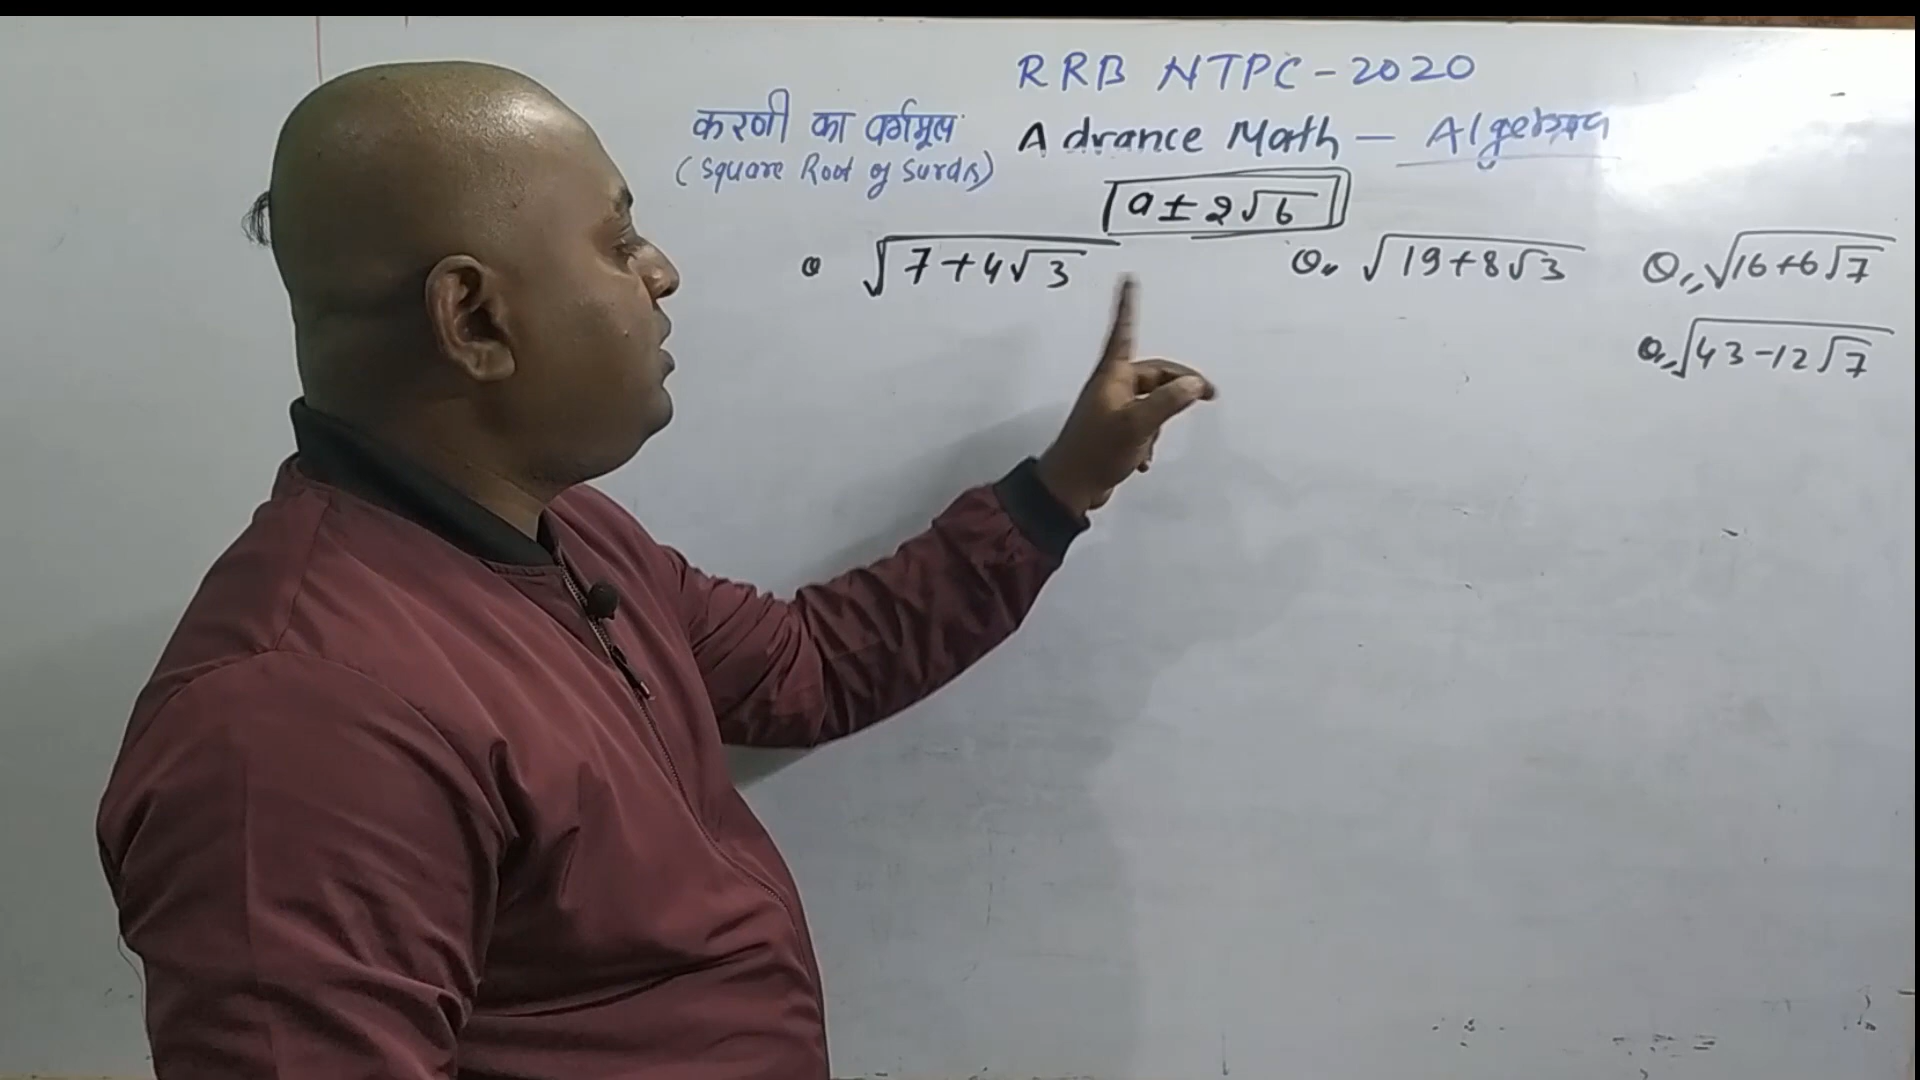 RRB NTPC-2020
करणी का वर्गमूल Advance Math - Algebra
(square Root of Surds)
a ± 2√b
Q √7+4√3
Q. √19+8√3
Q. √16+6√7
Q. √43-12√7